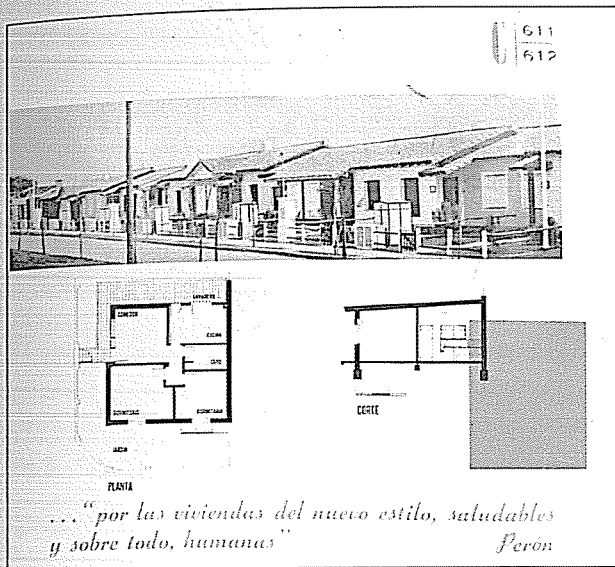 611
612
LAVADERO
COMEDOR
COCINA
DORMITORIO
DORMITORIO
JARDIN
PLANTA
CORTE
..."por las viviendas del nuevo estilo, saludables
y sobre todo, humanas"
Perón